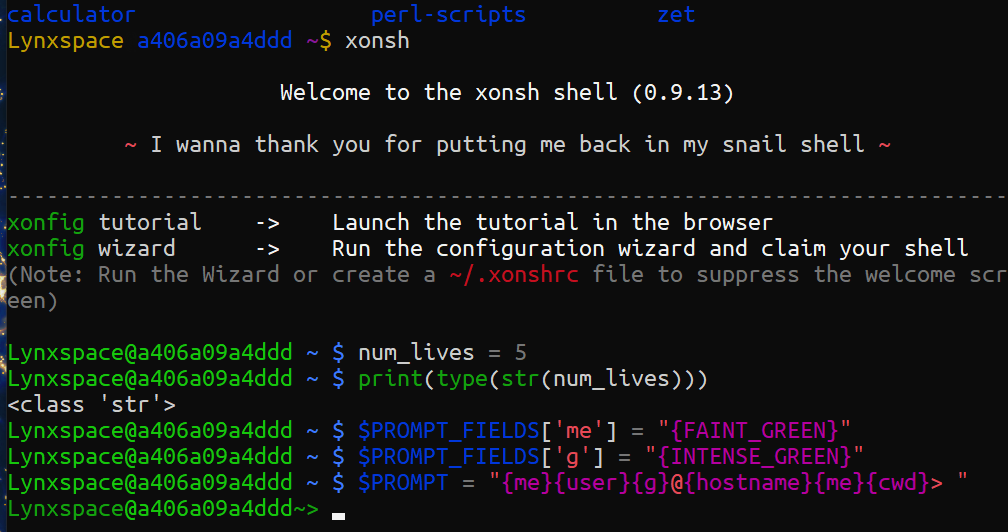 calculator perl-scripts zet
Lynxspace a406a09a4ddd ~$ xonsh
Welcome to the xonsh shell (0.9.13)
~ I wanna thank you for putting me back in my snail shell ~
------------------------------------------------------------------------------
xonfig tutorial    ->    Launch the tutorial in the browser
xonfig wizard      ->    Run the configuration wizard and claim your shell
(Note: Run the Wizard or create a ~/.xonshrc file to suppress the welcome scr
een)
Lynxspace@a406a09a4ddd ~ $ num_lives = 5
Lynxspace@a406a09a4ddd ~ $ print(type(str(num_lives)))
<class 'str'>
Lynxspace@a406a09a4ddd ~ $ $PROMPT_FIELDS['me'] = "{FAINT_GREEN}"
Lynxspace@a406a09a4ddd ~ $ $PROMPT_FIELDS['g'] = "{INTENSE_GREEN}"
Lynxspace@a406a09a4ddd ~ $ $PROMPT = "{me}{user}{g}@{hostname}{me}{cwd}> "
Lynxspace@a406a09a4ddd~>